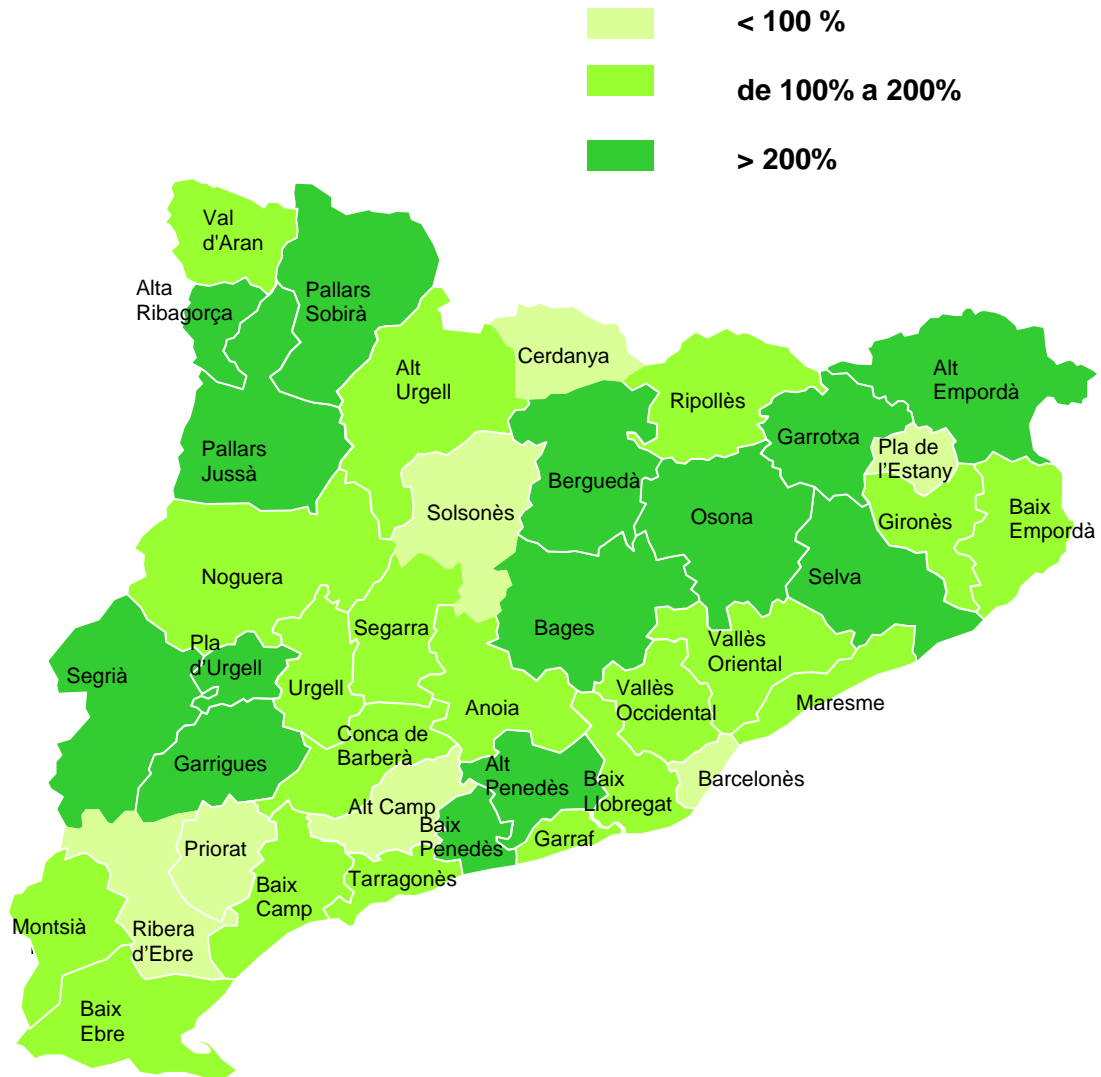 < 100 %
de 100% a 200%
> 200%
Val
d'Aran
Alta
Ribagorça
Pallars
Sobirà
Cerdanya
Alt
Urgell
Ripollès
Alt
Empordà
Garrotxa
Pla de
l'Estany
Pallars
Jussà
Berguedà
Solsonès
Osona
Gironès
Baix
Empordà
Noguera
Selva
Segarra
Bages
Vallès
Oriental
Pla
d'Urgell
Segrià
Urgell
Anoia
Vallès
Occidental
Maresme
Conca de
Barberà
Garrigues
Alt
Penedès
Baix
Llobregat
Barcelonès
Alt Camp
Baix
Penedès
Garraf
Priorat
Tarragonès
Baix
Camp
Montsià
Ribera
d'Ebre
Baix
Ebre